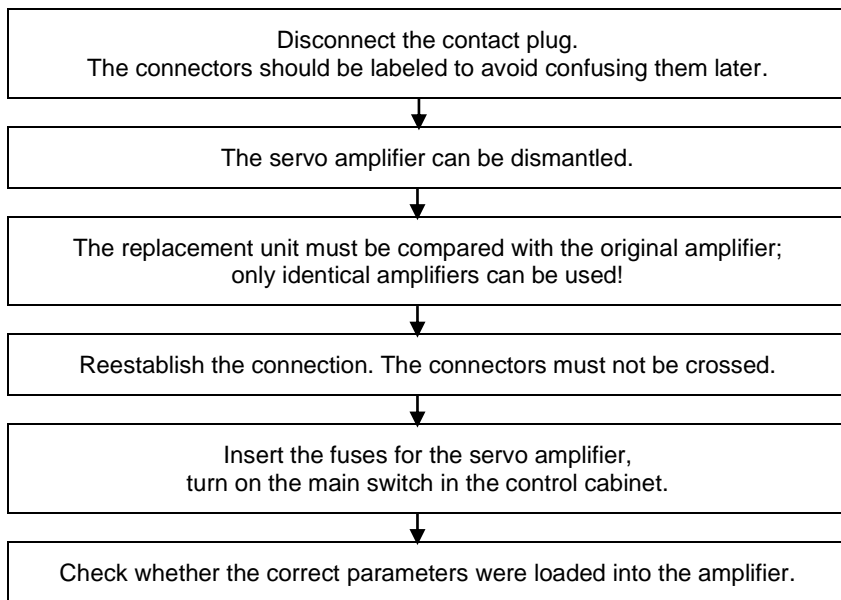 Disconnect the contact plug.
The connectors should be labeled to avoid confusing them later.
The servo amplifier can be dismantled.
The replacement unit must be compared with the original amplifier;
only identical amplifiers can be used!
Reestablish the connection. The connectors must not be crossed.
Insert the fuses for the servo amplifier,
turn on the main switch in the control cabinet.
Check whether the correct parameters were loaded into the amplifier.